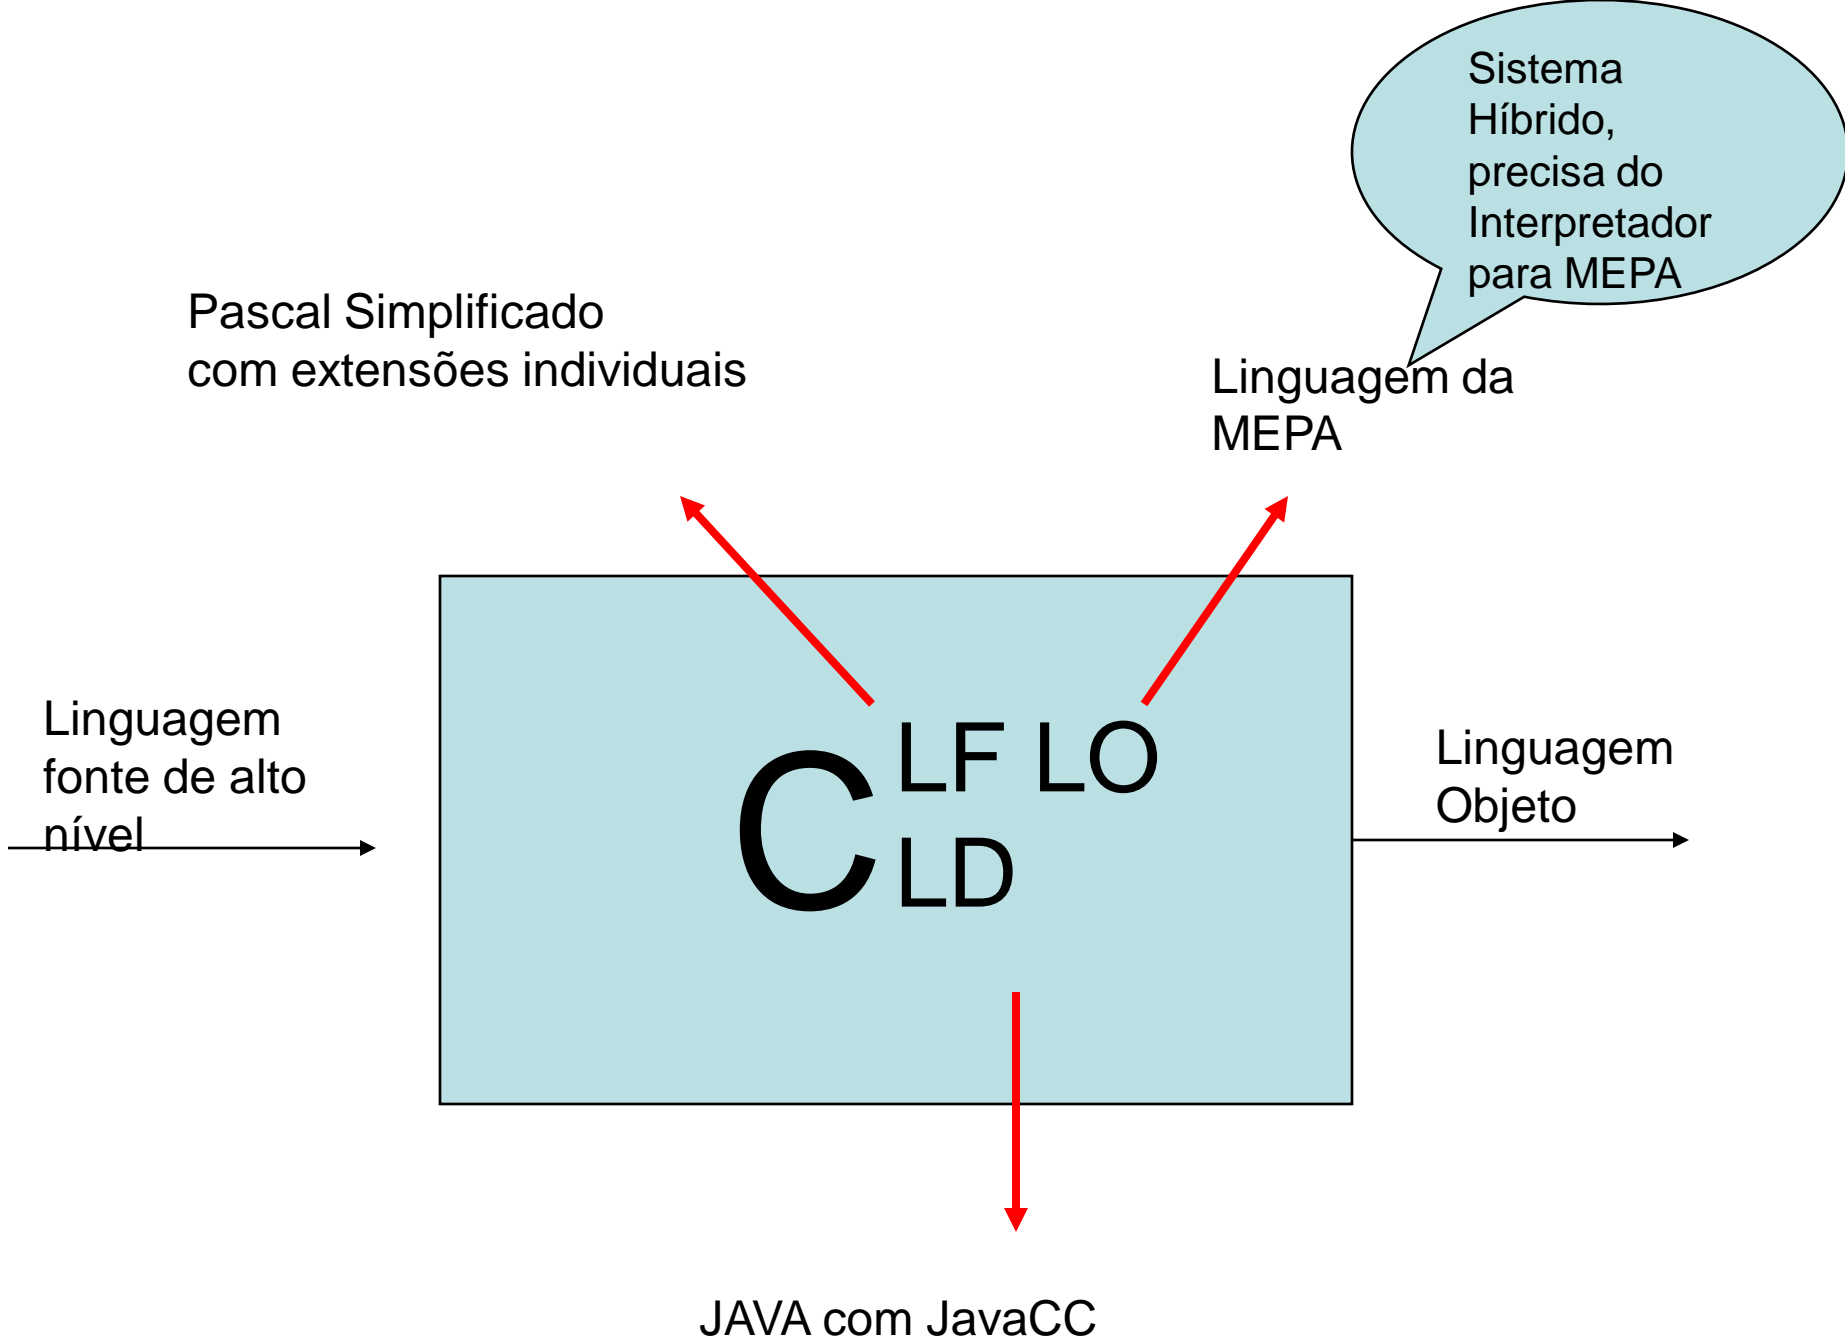 Sistema
Híbrido,
precisa do
Interpretador
para MEPA
Pascal Simplificado
com extensões individuais
Linguagem da
MEPA
Linguagem
fonte de alto
nível
C LF LO
LD
Linguagem
Objeto
JAVA com JavaCC